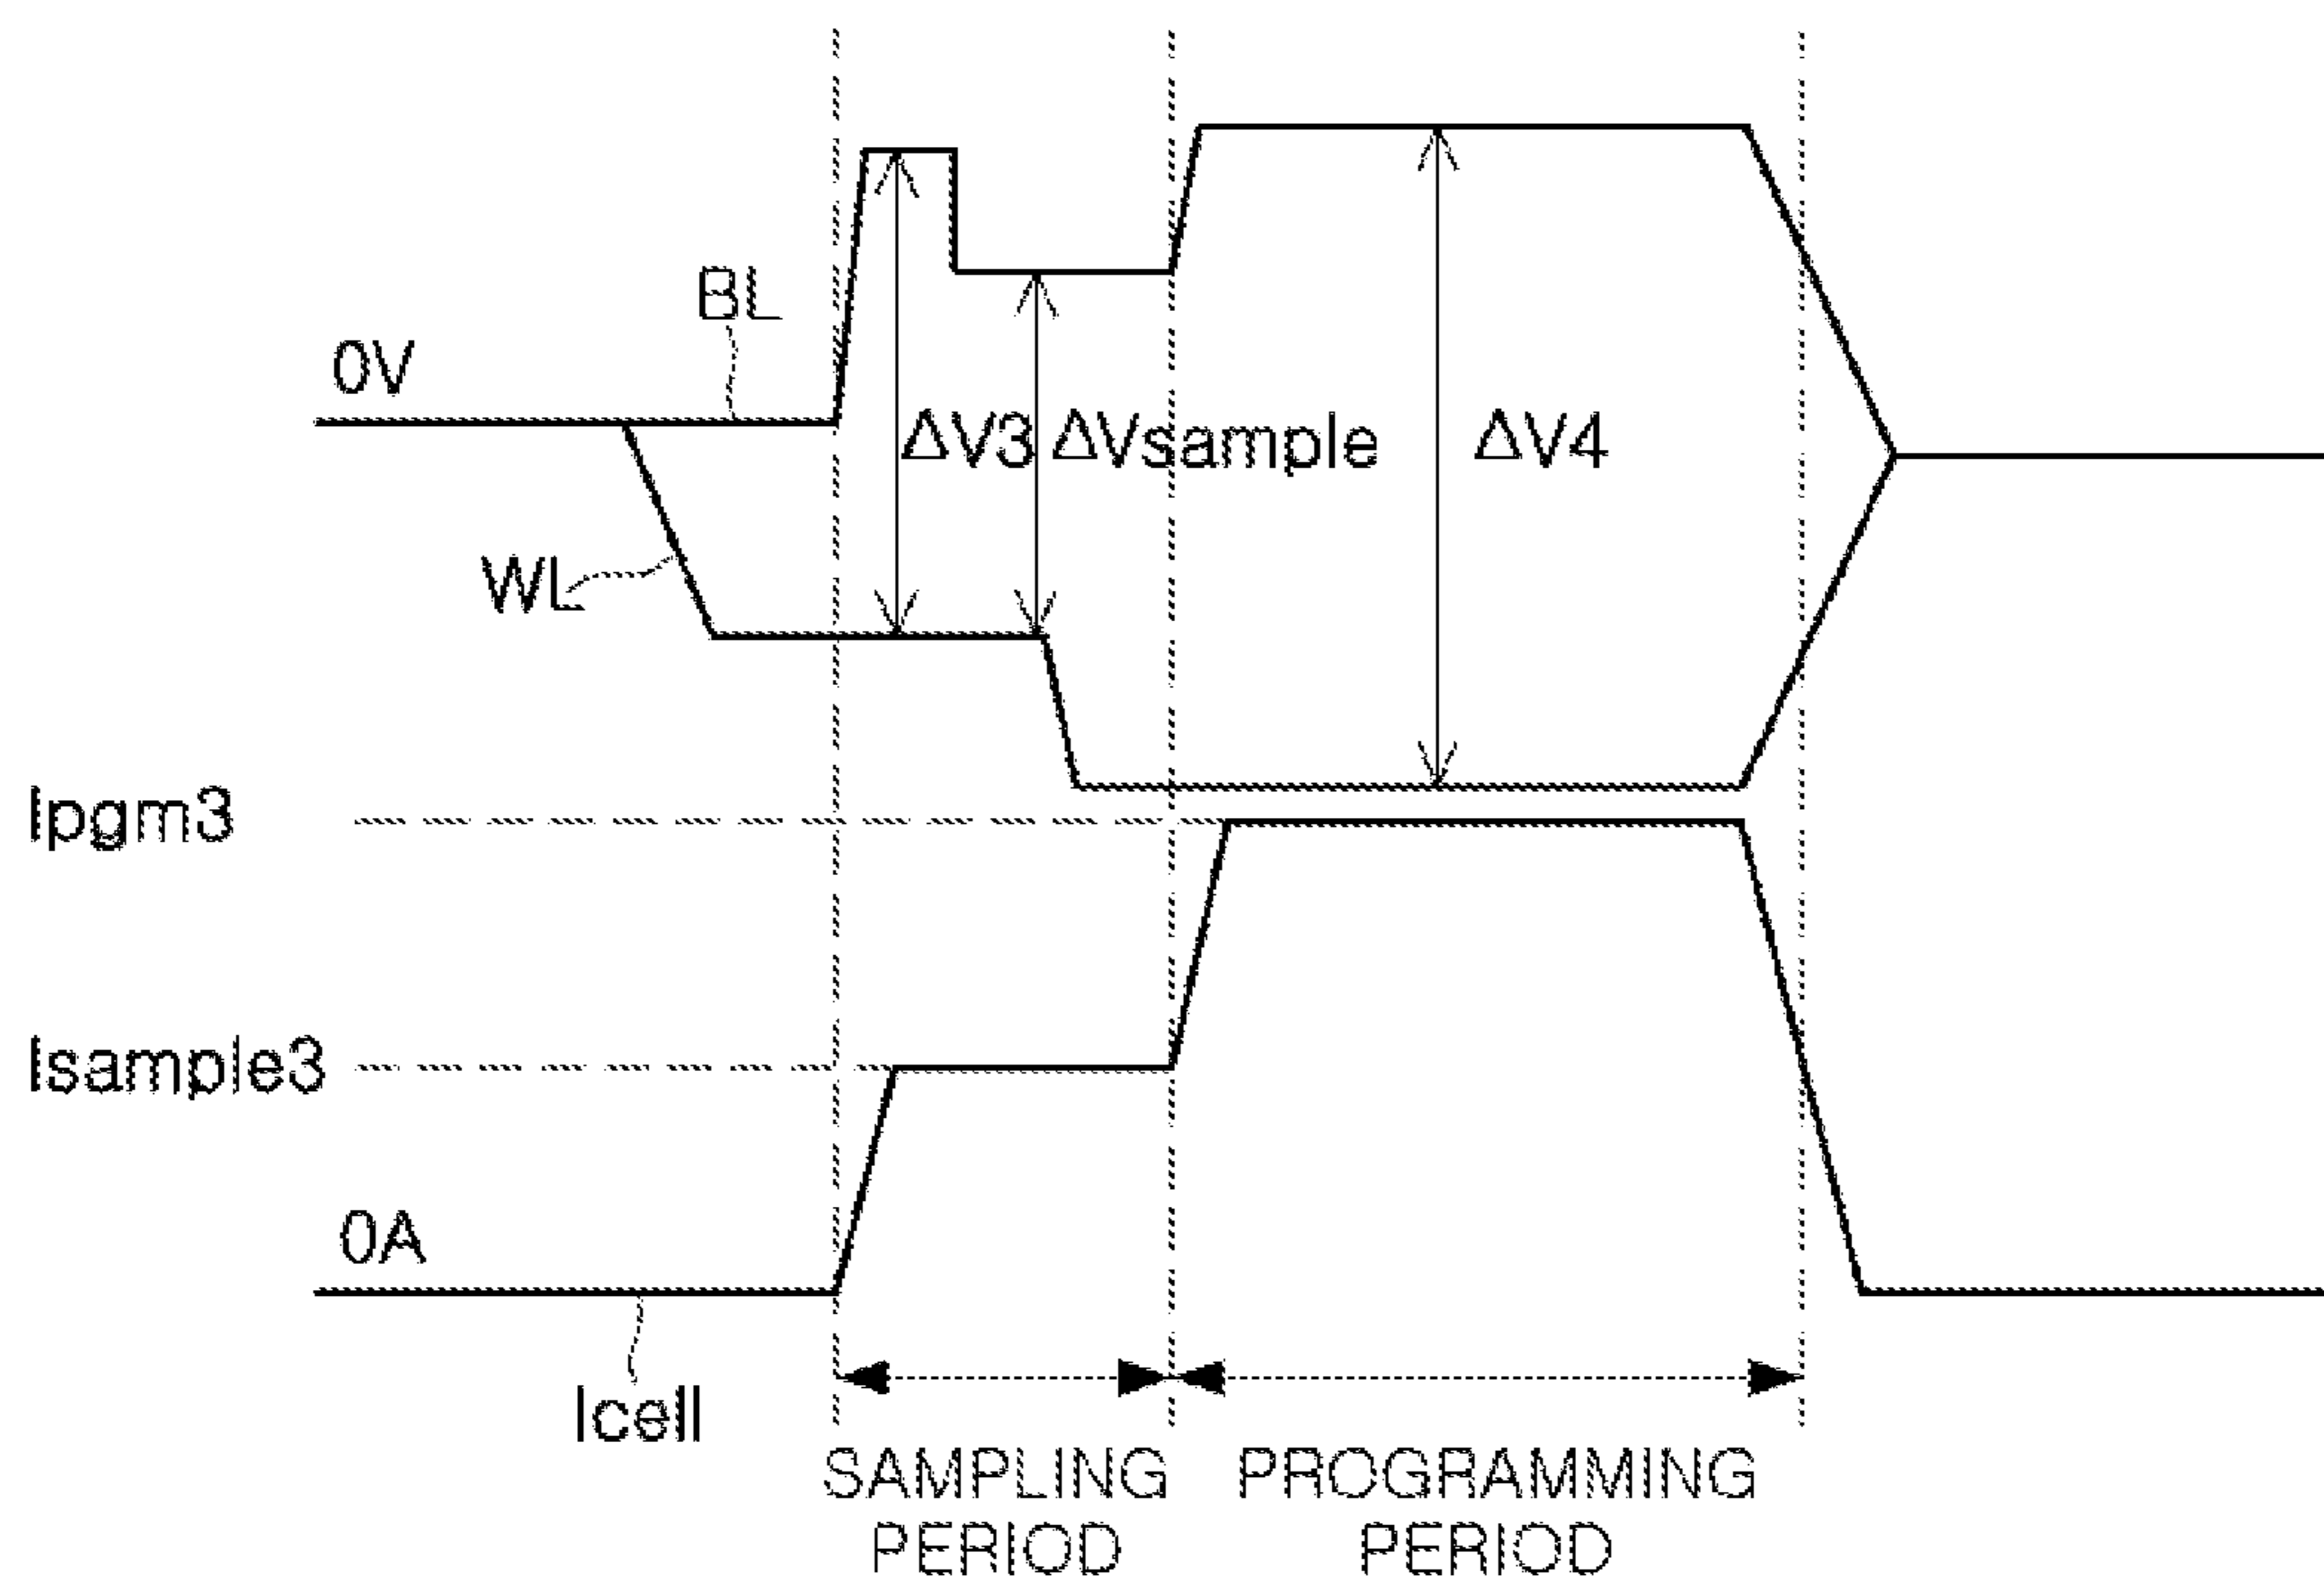 BL
0V
ΔV3
ΔVsample
ΔV4
WL
Ipgm3
Isample3
0A
Icell
SAMPLING
PERIOD
PROGRAMMING
PERIOD